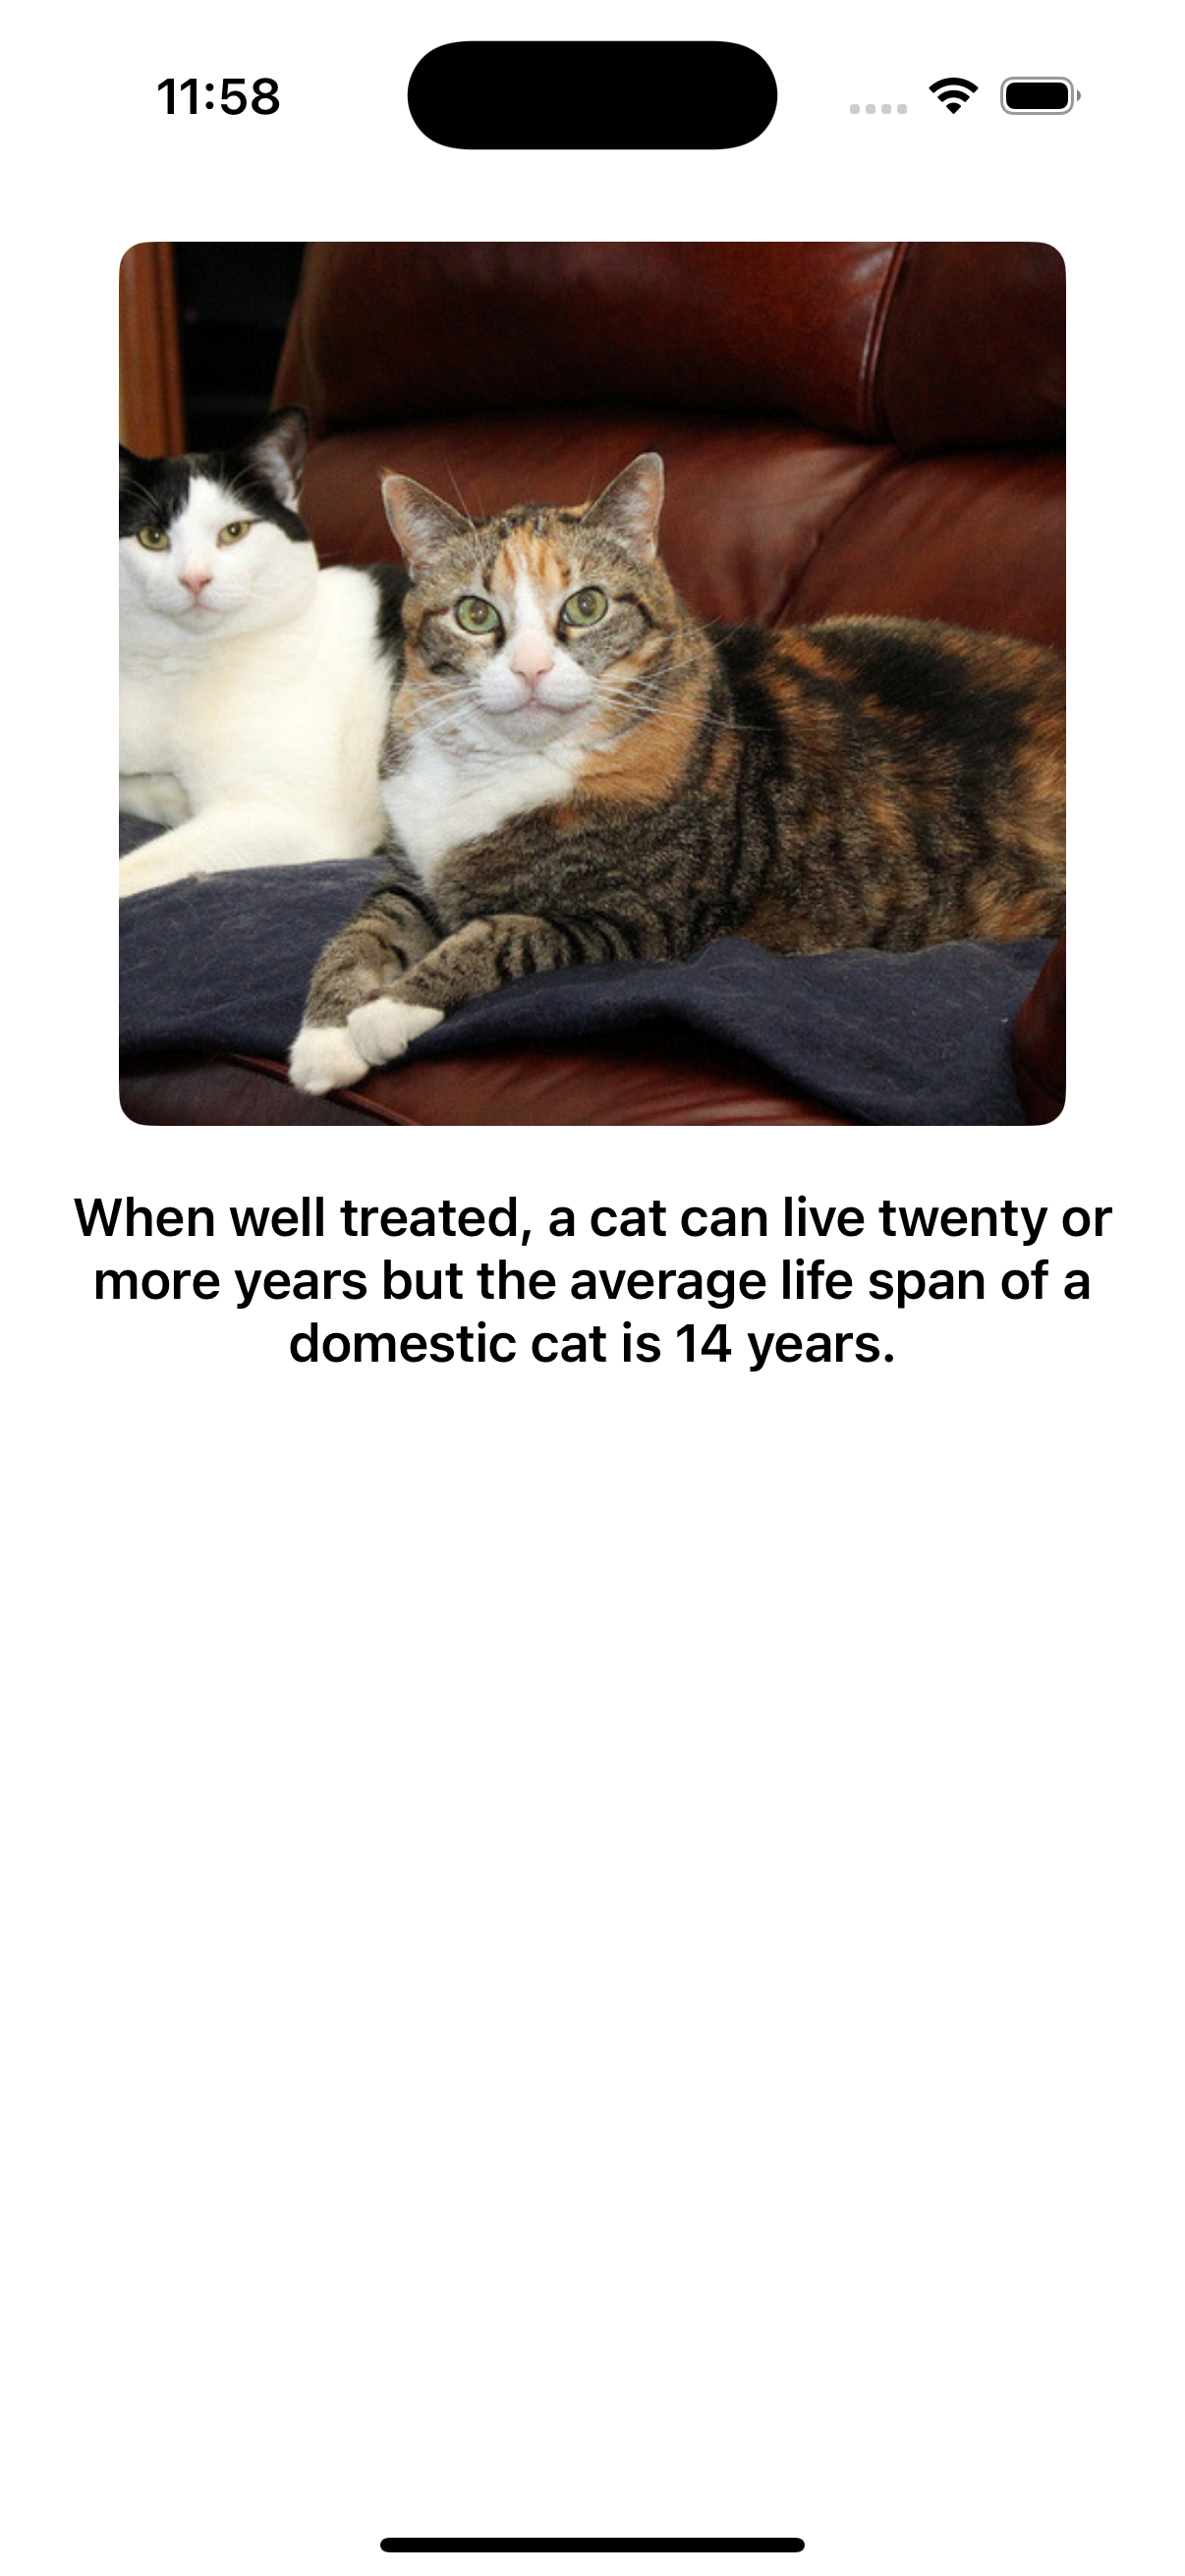 11:58
When well treated, a cat can live twenty or
more years but the average life span of a
domestic cat is 14 years.